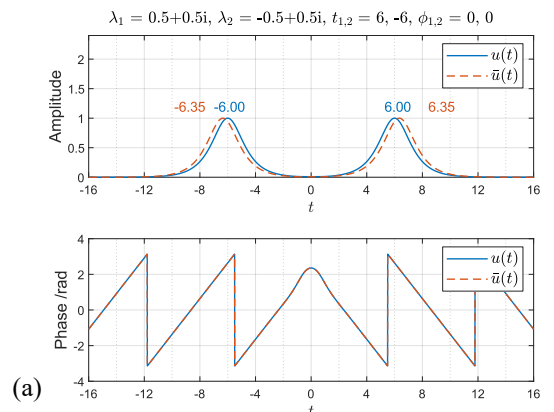 λ₁ = 0.5+0.5i, λ₂ = -0.5+0.5i, t₁,₂ = 6, -6, ϕ₁,₂ = 0, 0
2
1.5
1
0.5
0
Amplitude
u(t)
ū(t)
-6.35 -6.00 6.00 6.35
-16 -12 -8 -4 0 4 8 12 16
t
4
2
0
-2
-4
Phase /rad
u(t)
ū(t)
-16 -12 -8 -4 0 4 8 12 16
t
(a)